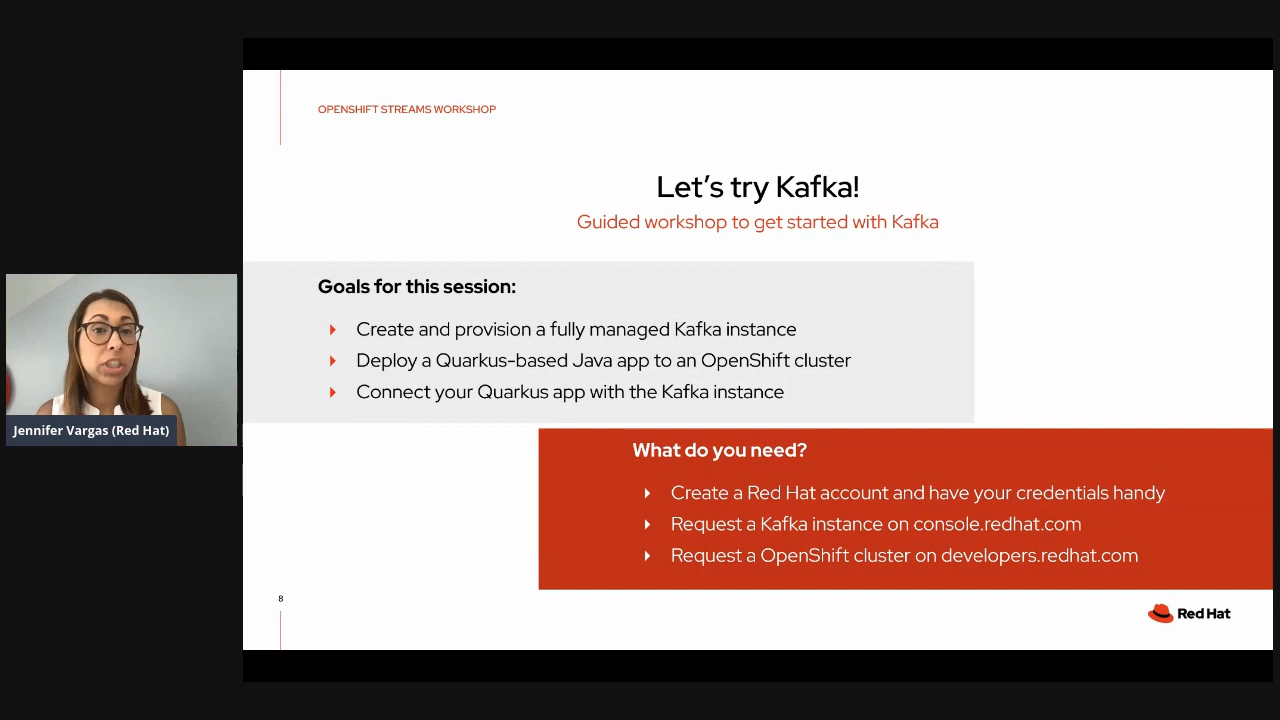 OPENSHIFT STREAMS WORKSHOP
Let's try Kafka!
Guided workshop to get started with Kafka
Goals for this session:
Create and provision a fully managed Kafka instance
Deploy a Quarkus-based Java app to an OpenShift cluster
Connect your Quarkus app with the Kafka instance
Jennifer Vargas (Red Hat)
What do you need?
Create a Red Hat account and have your credentials handy
Request a Kafka instance on console.redhat.com
Request a OpenShift cluster on developers.redhat.com
8
Red Hat